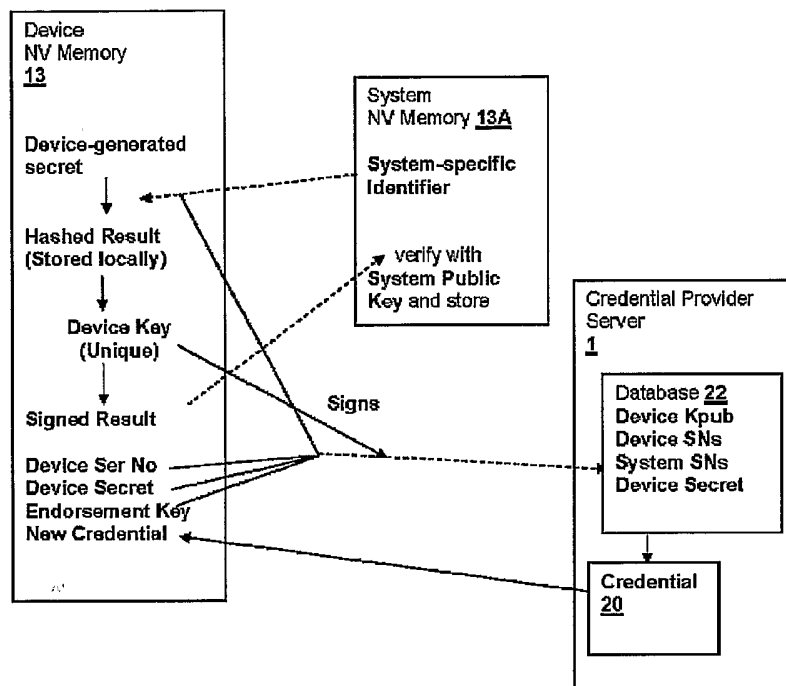 Device
NV Memory
13
Device-generated
secret
Hashed Result
(Stored locally)
Device Key
(Unique)
Signed Result
Device Ser No
Device Secret
Endorsement Key
New Credential
System
NV Memory 13A
System-specific
Identifier
verify with
System Public
Key and store
Signs
Credential Provider
Server
1
Database 22
Device Kpub
Device SNs
System SNs
Device Secret
Credential
20